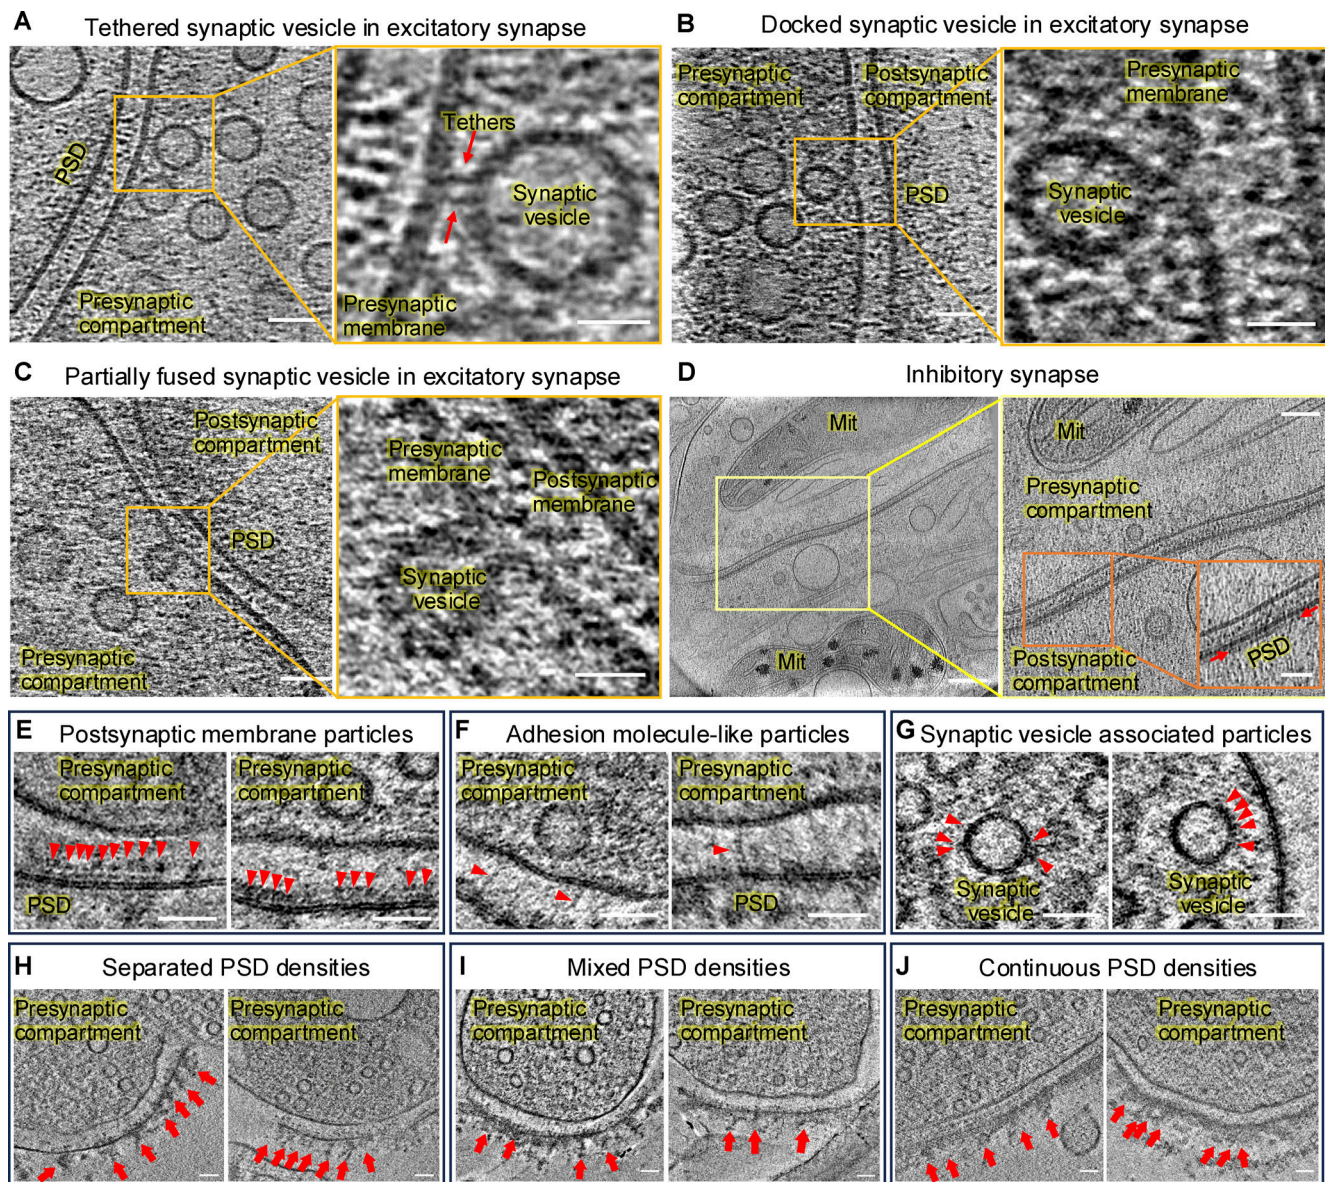 A
Tethered synaptic vesicle in excitatory synapse
PSD
Presynaptic
compartment
Tethers
Synaptic
vesicle
Presynaptic
membrane
B
Docked synaptic vesicle in excitatory synapse
Presynaptic
compartment
Postsynaptic
compartment
PSD
Presynaptic
membrane
Synaptic
vesicle
C
Partially fused synaptic vesicle in excitatory synapse
Postsynaptic
compartment
PSD
Presynaptic
compartment
Presynaptic
membrane
Postsynaptic
membrane
Synaptic
vesicle
D
Inhibitory synapse
Mit
Mit
Mit
Presynaptic
compartment
Postsynaptic
compartment
PSD
E
Postsynaptic membrane particles
Presynaptic
compartment
PSD
Presynaptic
compartment
F
Adhesion molecule-like particles
Presynaptic
compartment
Presynaptic
compartment
PSD
G
Synaptic vesicle associated particles
Synaptic
vesicle
Synaptic
vesicle
H
Separated PSD densities
Presynaptic
compartment
Presynaptic
compartment
I
Mixed PSD densities
Presynaptic
compartment
Presynaptic
compartment
J
Continuous PSD densities
Presynaptic
compartment
Presynaptic
compartment